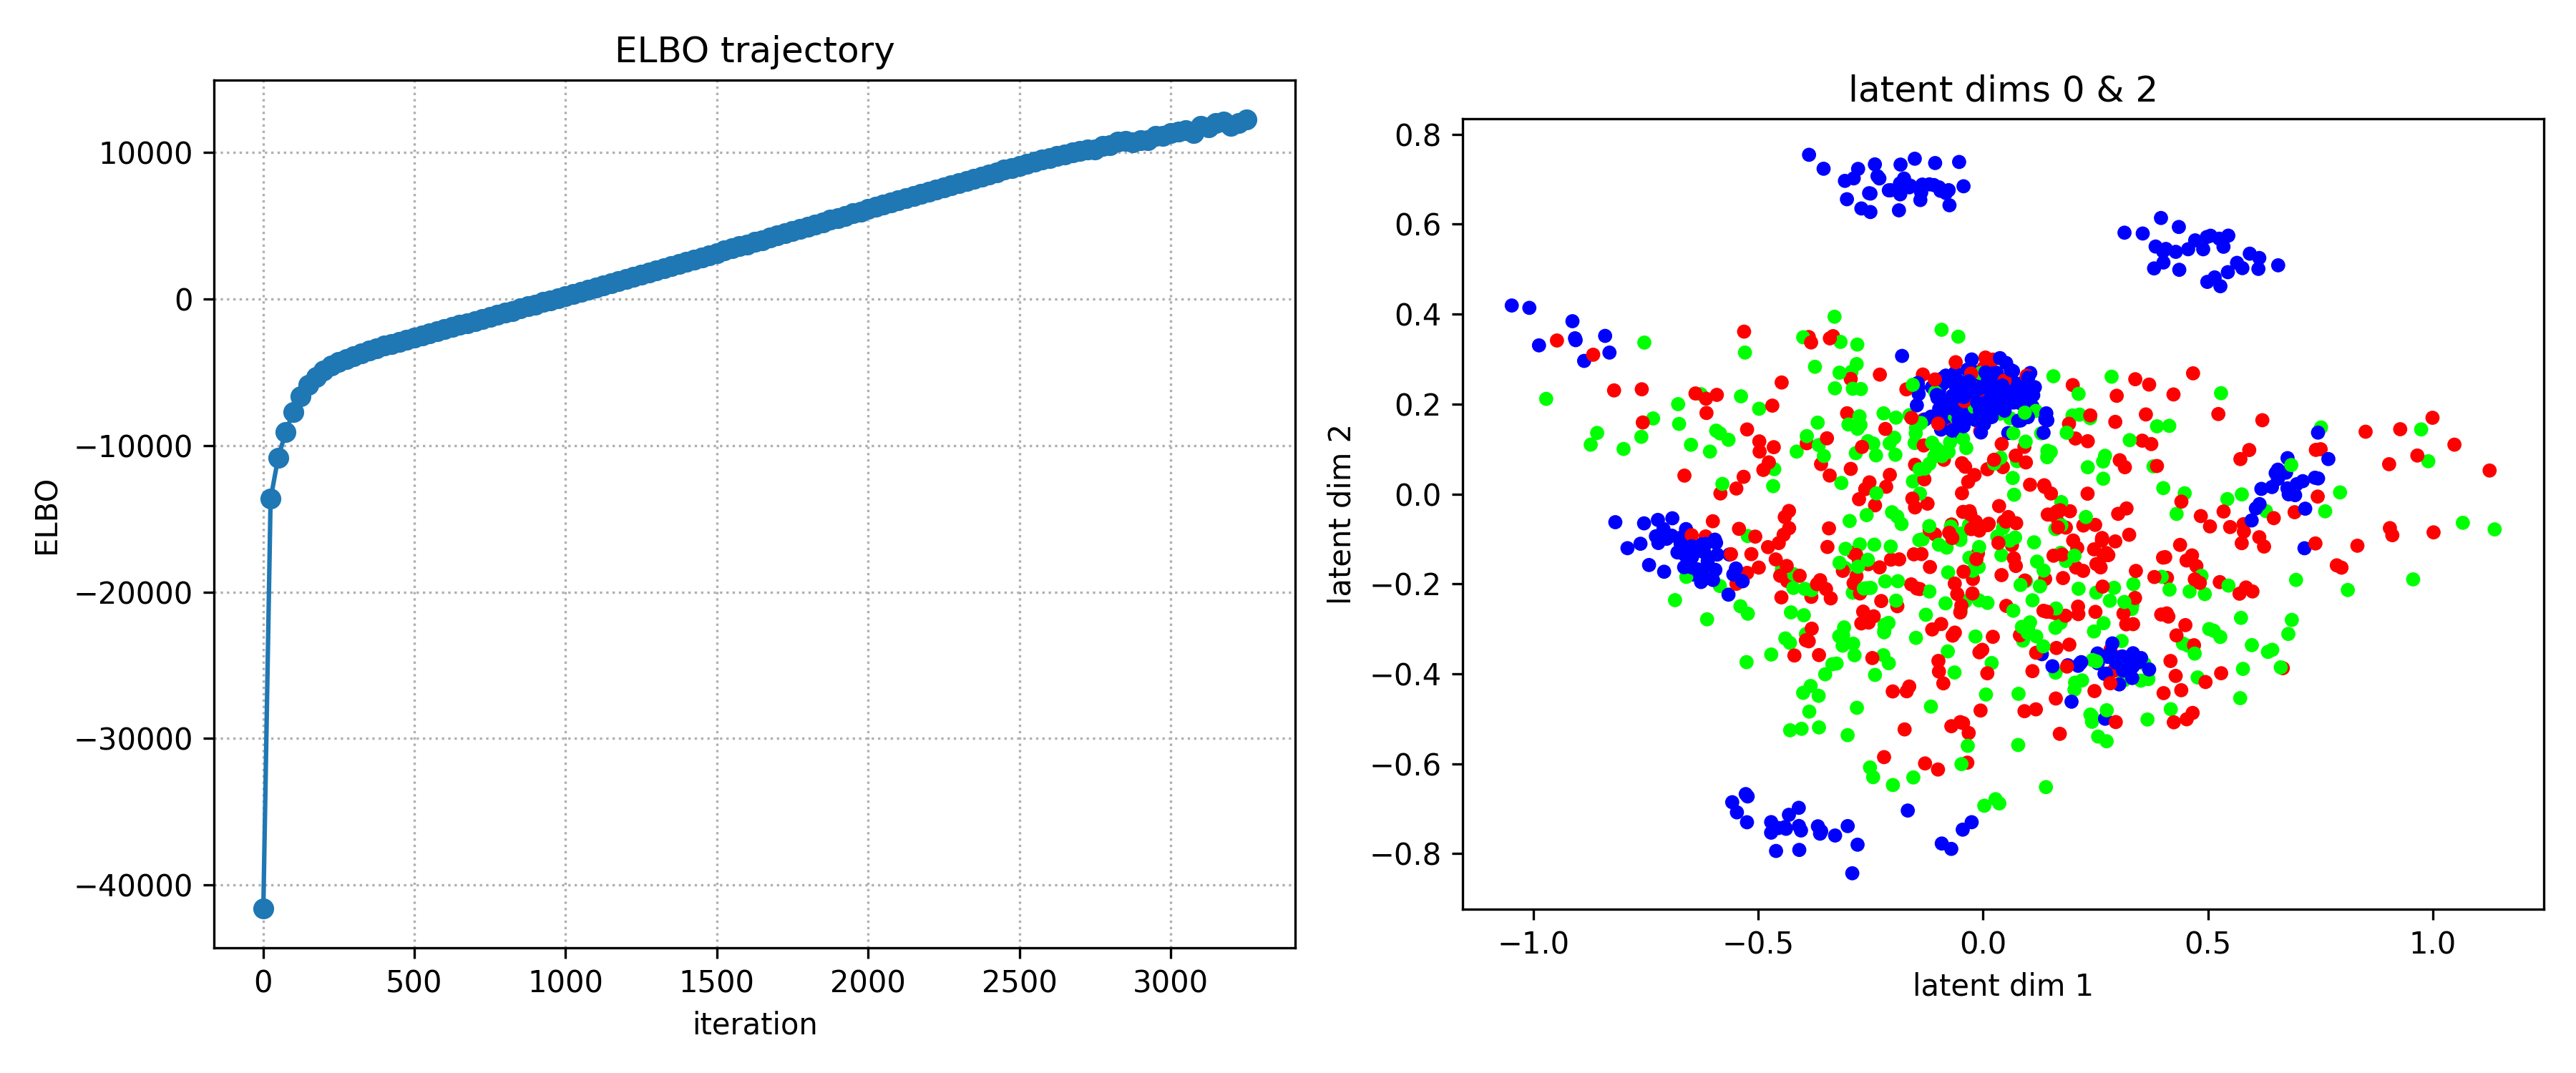 ELBO trajectory
10000
0
−10000
−20000
−30000
−40000
ELBO
0 500 1000 1500 2000 2500 3000
iteration
latent dims 0 & 2
0.8
0.6
0.4
0.2
0.0
−0.2
−0.4
−0.6
−0.8
latent dim 2
−1.0 −0.5 0.0 0.5 1.0
latent dim 1